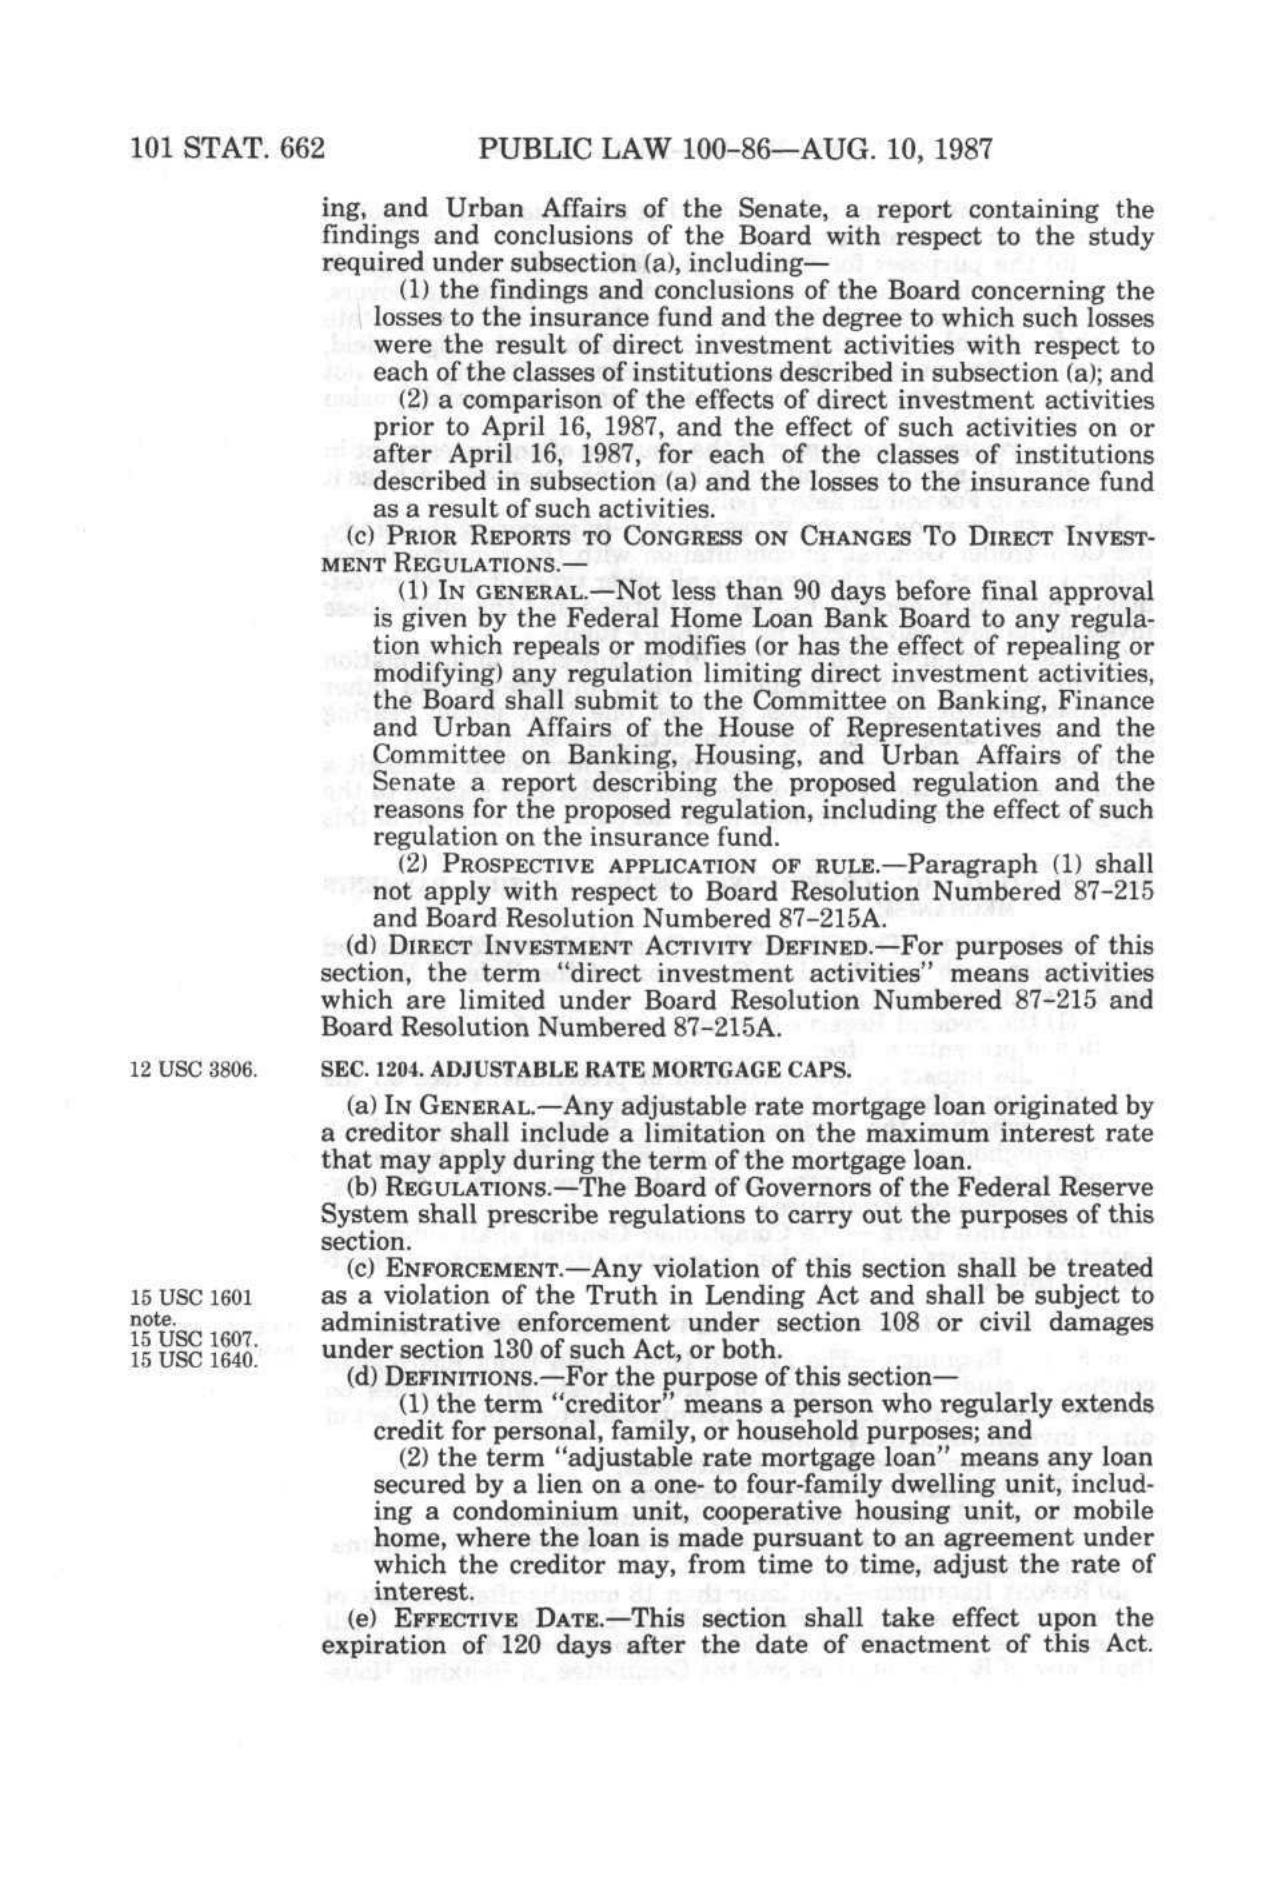 101 STAT. 662 PUBLIC LAW 100-86—AUG. 10, 1987
ing, and Urban Affairs of the Senate, a report containing the
findings and conclusions of the Board with respect to the study
required under subsection (a), including—
(1) the findings and conclusions of the Board concerning the
losses to the insurance fund and the degree to which such losses
were the result of direct investment activities with respect to
each of the classes of institutions described in subsection (a); and
(2) a comparison of the effects of direct investment activities
prior to April 16, 1987, and the effect of such activities on or
after April 16, 1987, for each of the classes of institutions
described in subsection (a) and the losses to the insurance fund
as a result of such activities.
(c) PRIOR REPORTS TO CONGRESS ON CHANGES TO DIRECT INVEST-
MENT REGULATIONS.—
(1) IN GENERAL.—Not less than 90 days before final approval
is given by the Federal Home Loan Bank Board to any regula-
tion which repeals or modifies (or has the effect of repealing or
modifying) any regulation limiting direct investment activities,
the Board shall submit to the Committee on Banking, Finance
and Urban Affairs of the House of Representatives and the
Committee on Banking, Housing, and Urban Affairs of the
Senate a report describing the proposed regulation and the
reasons for the proposed regulation, including the effect of such
regulation on the insurance fund.
(2) PROSPECTIVE APPLICATION OF RULE.—Paragraph (1) shall
not apply with respect to Board Resolution Numbered 87-215
and Board Resolution Numbered 87-215A.
(d) DIRECT INVESTMENT ACTIVITY DEFINED.—For purposes of this
section, the term “direct investment activities” means activities
which are limited under Board Resolution Numbered 87-215 and
Board Resolution Numbered 87-215A.
12 USC 3806. SEC. 1204. ADJUSTABLE RATE MORTGAGE CAPS.
(a) IN GENERAL.—Any adjustable rate mortgage loan originated by
a creditor shall include a limitation on the maximum interest rate
that may apply during the term of the mortgage loan.
(b) REGULATIONS.—The Board of Governors of the Federal Reserve
System shall prescribe regulations to carry out the purposes of this
section.
(c) ENFORCEMENT.—Any violation of this section shall be treated
15 USC 1601 as a violation of the Truth in Lending Act and shall be subject to
note. administrative enforcement under section 108 or civil damages
15 USC 1607. under section 130 of such Act, or both.
15 USC 1640.
(d) DEFINITIONS.—For the purpose of this section—
(1) the term “creditor” means a person who regularly extends
credit for personal, family, or household purposes; and
(2) the term “adjustable rate mortgage loan” means any loan
secured by a lien on a one- to four-family dwelling unit, includ-
ing a condominium unit, cooperative housing unit, or mobile
home, where the loan is made pursuant to an agreement under
which the creditor may, from time to time, adjust the rate of
interest.
(e) EFFECTIVE DATE.—This section shall take effect upon the
expiration of 120 days after the date of enactment of this Act.